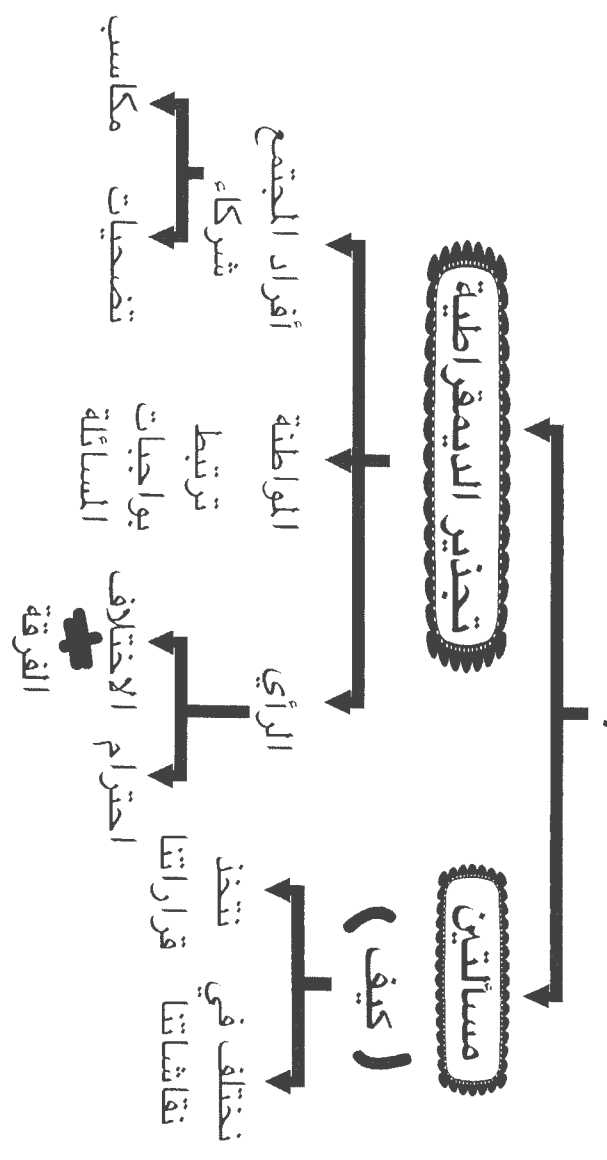 تجذير الديمقراطية
مسألتين
( كيف )
نختلف في
نقاشاتنا
نتخذ
قراراتنا
أفراد المجتمع
شركاء
مكاسب
تضحيات
المواطنة
ترتبط
بواجبات
المساءلة
الرأي
احترام
الاختلاف
≠
الفرقة